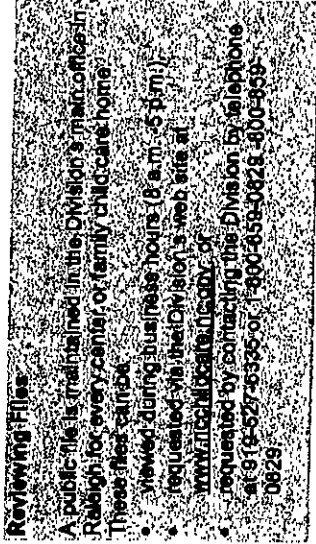 Reviewing Files
A public file is maintained in the Division's main office in
Raleigh for every center or family child care home.
These files can be
• viewed during business hours (8 a.m. -5 p.m.);
• requested via the Division's web site at
www.ncchildcare.nc.gov; or
• requested by contacting the Division by telephone
at 919-527-6335 or 1-800-859-0829. -800-859-
0829